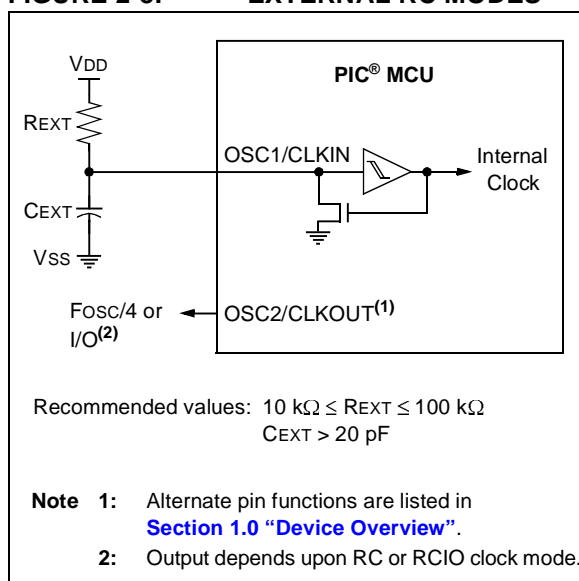 FIGURE 2-6: EXTERNAL RC MODES
VDD
PIC® MCU
REXT
OSC1/CLKIN
Internal
Clock
CEXT
VSS
FOSC/4 or
I/O(2)
OSC2/CLKOUT(1)
Recommended values: 10 kΩ ≤ REXT ≤ 100 kΩ
CEXT > 20 pF
Note 1: Alternate pin functions are listed in
Section 1.0 “Device Overview”.
2: Output depends upon RC or RCIO clock mode.